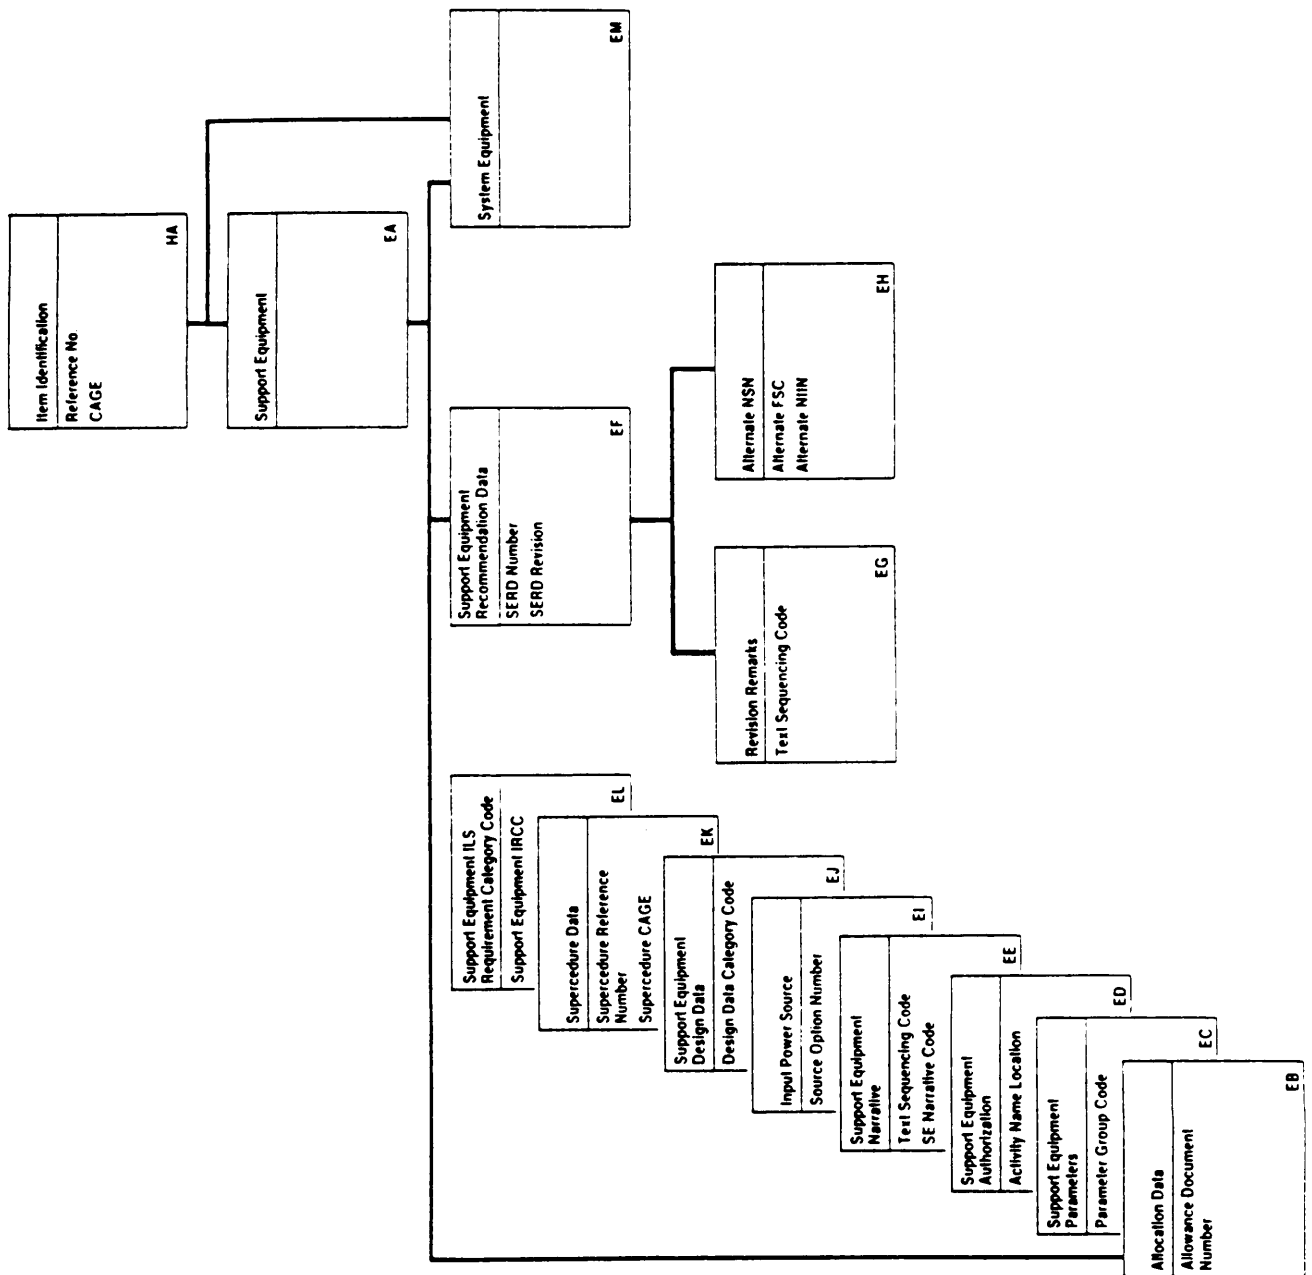 Item Identification
Reference No.
CAGE
HA
Support Equipment
EA
System Equipment
EM
Support Equipment
Recommendation Data
SERD Number
SERD Revision
EF
Alternate NSN
Alternate FSC
Alternate NIIN
EH
Revision Remarks
Text Sequencing Code
EG
Support Equipment ILS
Requirement Category Code
Support Equipment IRCC
EL
Supercedure Data
Supercedure Reference
Number
Supercedure CAGE
EK
Support Equipment
Design Data
Design Data Category Code
EJ
Input Power Source
Source Option Number
EI
Support Equipment
Narrative
Text Sequencing Code
SE Narrative Code
EE
Support Equipment
Authorization
Activity Name Location
ED
Support Equipment
Parameters
Parameter Group Code
EC
Allocation Data
Allowance Document
Number
EB